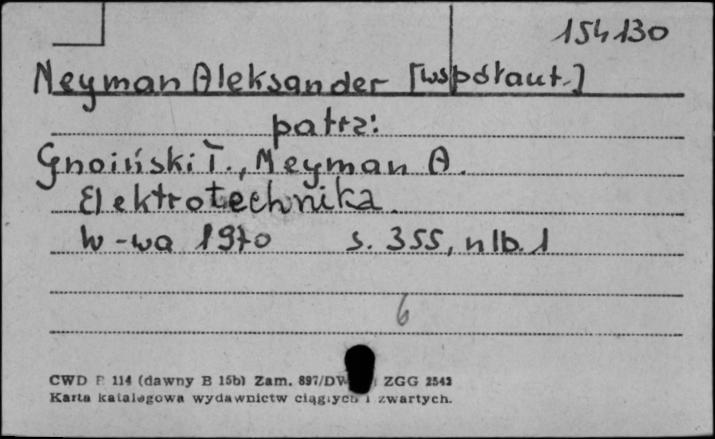 154130
Neyman Aleksander [współaut.]
patrz:
Gnoiński T., Neyman A.
Elektrotechnika.
W-wa 1970 s. 355, nlb. 1
6
CWD 114 (dawny B 15b) Zam. 897/DW ZGG 2542
Karta katalogowa wydawnictw ciągłych i zwartych.